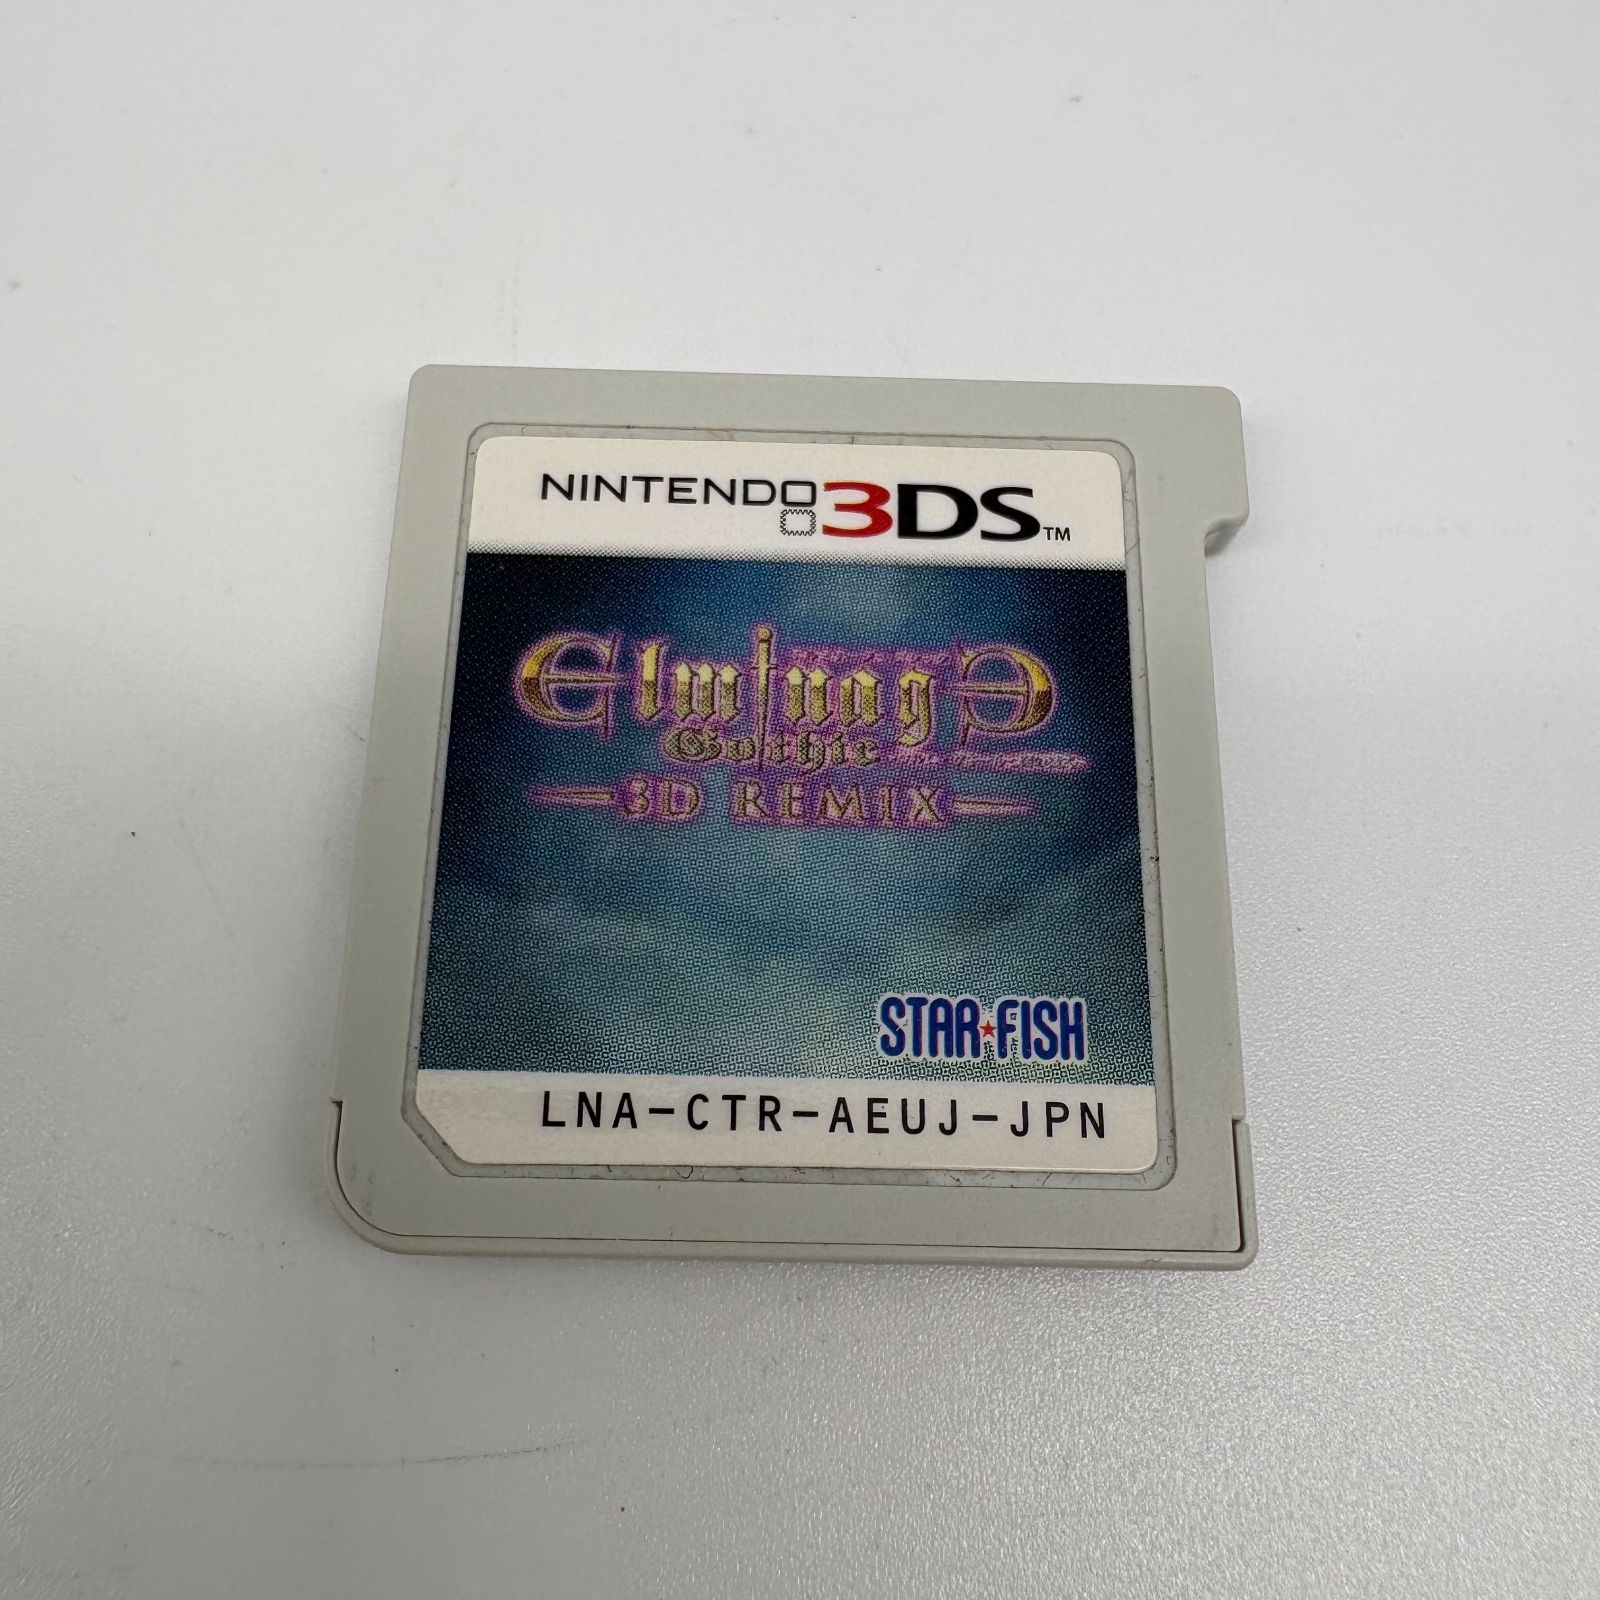 NINTENDO 3DS™
Elminage
Gothic
3D REMIX
STAR★FISH
LNA-CTR-AEUJ-JPN